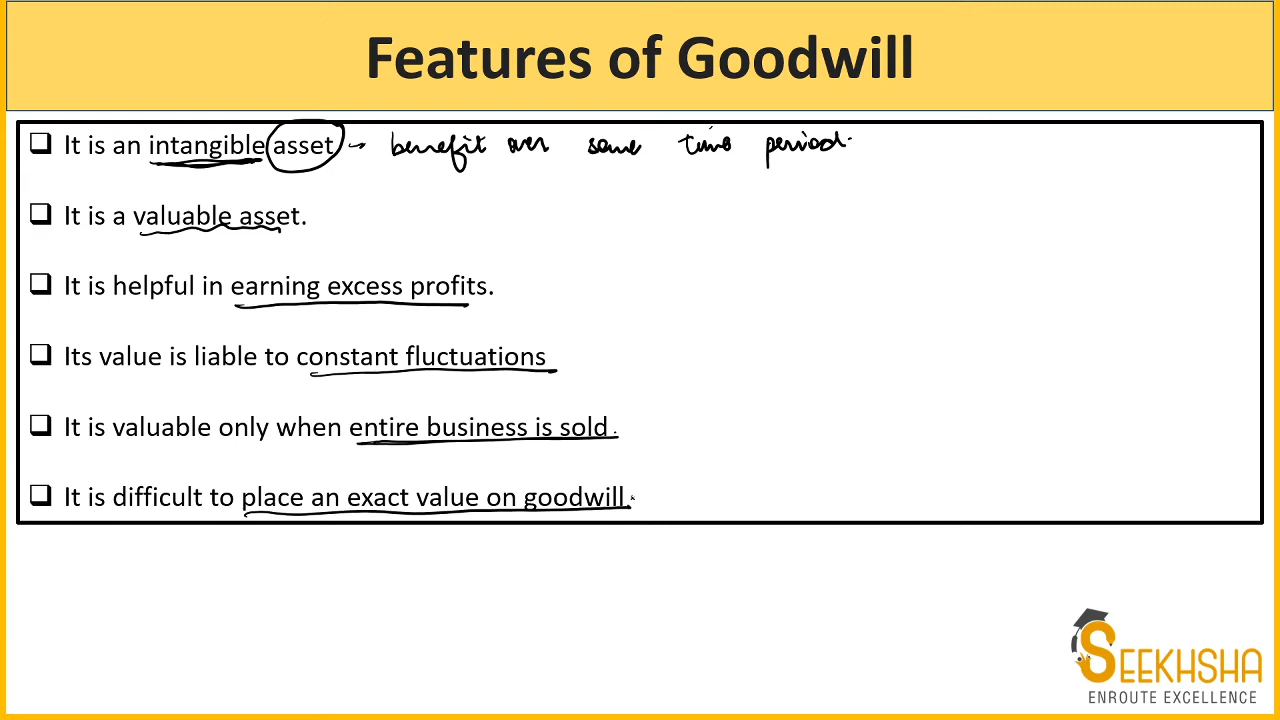 Features of Goodwill
❑ It is an intangible asset → benefit over some time period.
❑ It is a valuable asset.
❑ It is helpful in earning excess profits.
❑ Its value is liable to constant fluctuations
❑ It is valuable only when entire business is sold.
❑ It is difficult to place an exact value on goodwill.
SEEKHSHA
ENROUTE EXCELLENCE